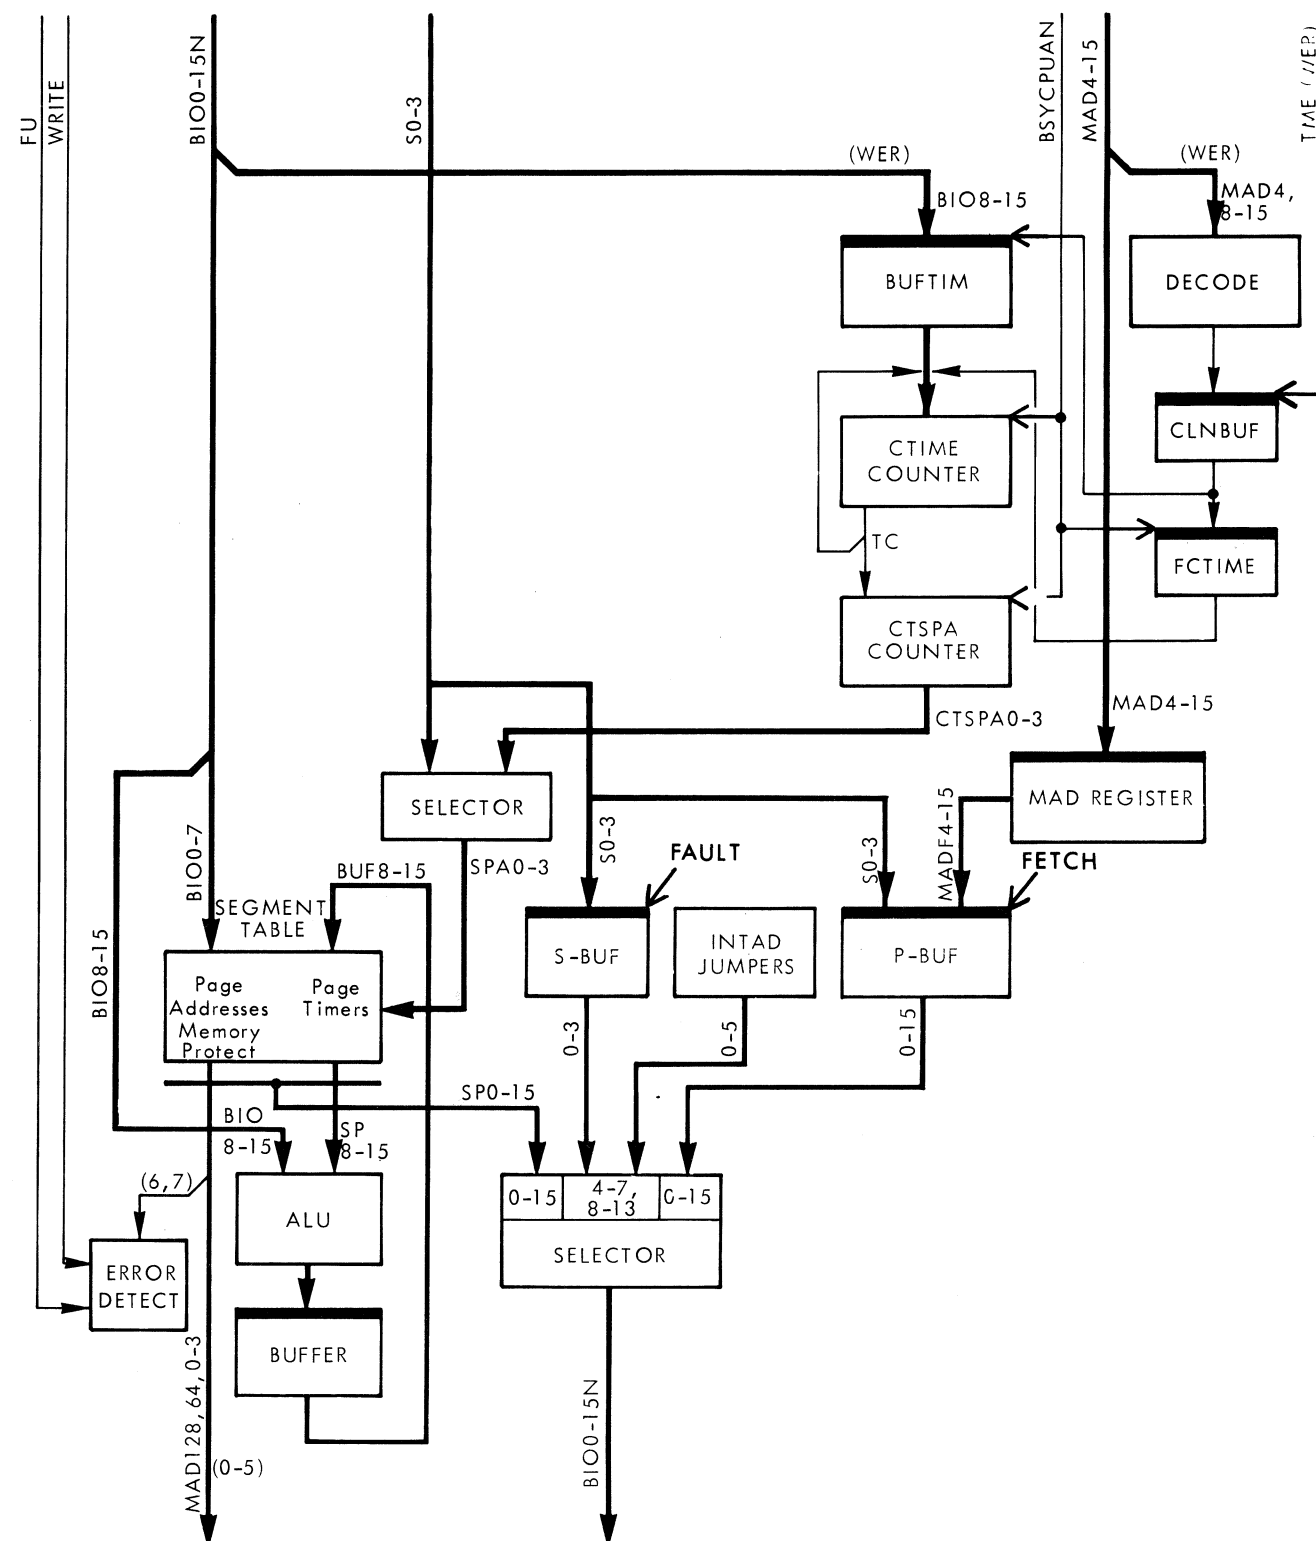 FU
WRITE
BIO0-15N
S0-3
BSYCPUAN
MAD4-15
(WER)
(WER)
BIO8-15
MAD4,
8-15
BUFTIM
DECODE
CLNBUF
CTIME
COUNTER
TC
FCTIME
CTSPA
COUNTER
CTSPA0-3
MAD4-15
SELECTOR
MAD REGISTER
BIO0-7
BUF8-15
SPA0-3
S0-3
FAULT
S0-3
MADF4-15
FETCH
SEGMENT
TABLE
BIO8-15
Page
Addresses
Memory
Protect
Page
Timers
S-BUF
INTAD
JUMPERS
P-BUF
0-3
0-5
0-15
SP0-15
BIO
8-15
SP
8-15
(6,7)
ALU
0-15
4-7,
8-13
0-15
SELECTOR
ERROR
DETECT
BUFFER
MAD128, 64, 0-3
(0-5)
BIO0-15N